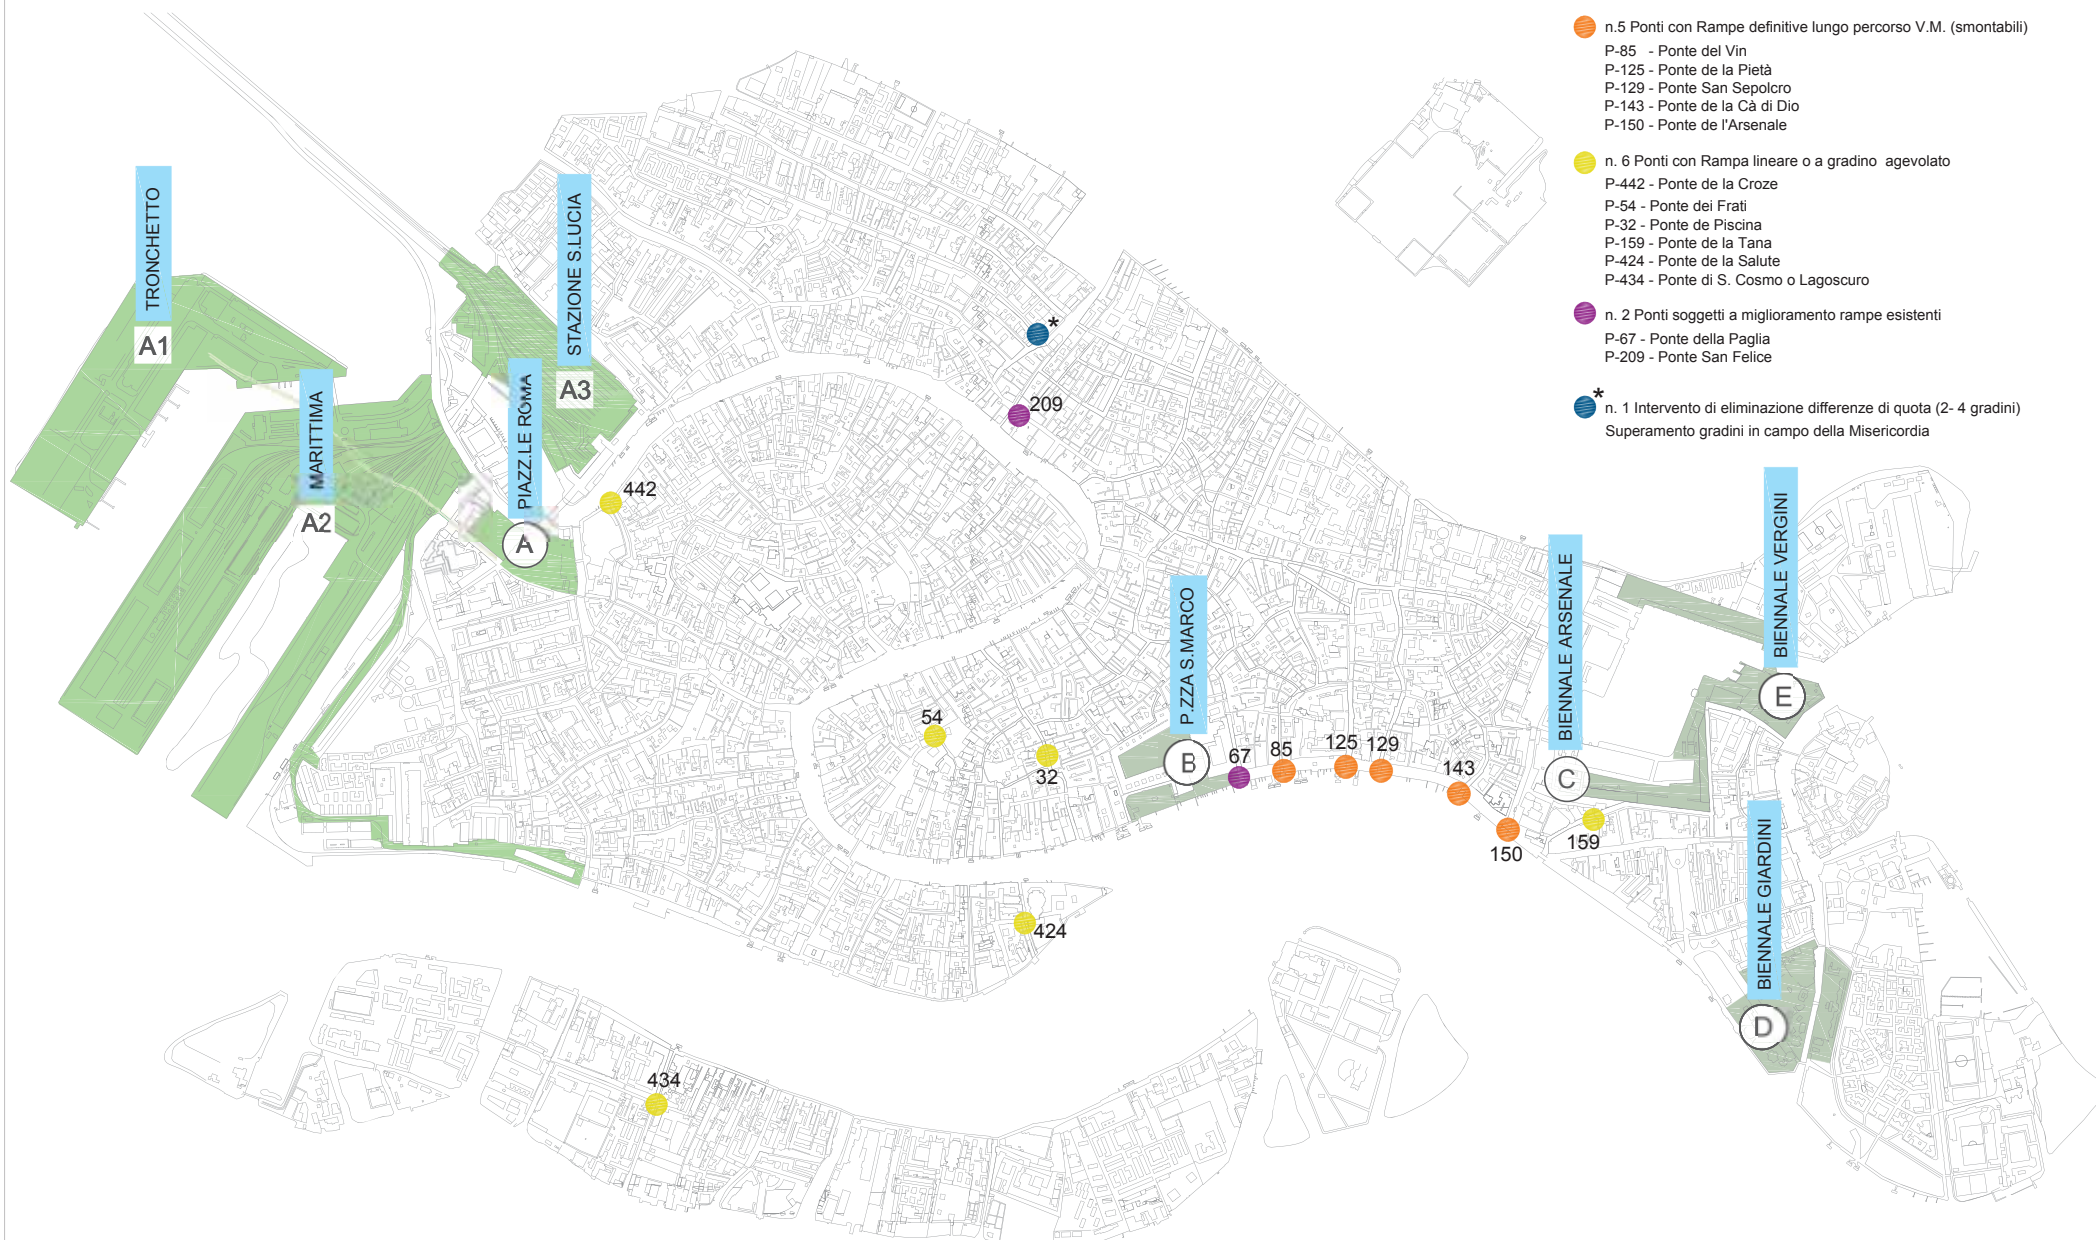 n.5 Ponti con Rampe definitive lungo percorso V.M. (smontabili)
P-85 - Ponte del Vin
P-125 - Ponte de la Pietà
P-129 - Ponte San Sepolcro
P-143 - Ponte de la Cà di Dio
P-150 - Ponte de l'Arsenale
n. 6 Ponti con Rampa lineare o a gradino agevolato
P-442 - Ponte de la Croze
P-54 - Ponte dei Frati
P-32 - Ponte de Piscina
P-159 - Ponte de la Tana
P-424 - Ponte de la Salute
P-434 - Ponte di S. Cosmo o Lagoscuro
n. 2 Ponti soggetti a miglioramento rampe esistenti
P-67 - Ponte della Paglia
P-209 - Ponte San Felice
*
n. 1 Intervento di eliminazione differenze di quota (2- 4 gradini)
Superamento gradini in campo della Misericordia
TRONCHETTO
A1
MARITTIMA
A2
STAZIONE S.LUCIA
A3
PIAZZ.LE ROMA
A
*
209
442
54
32
P.ZZA S.MARCO
B
67
85
125
129
143
150
BIENNALE ARSENALE
C
159
BIENNALE VERGINI
E
BIENNALE GIARDINI
D
424
434